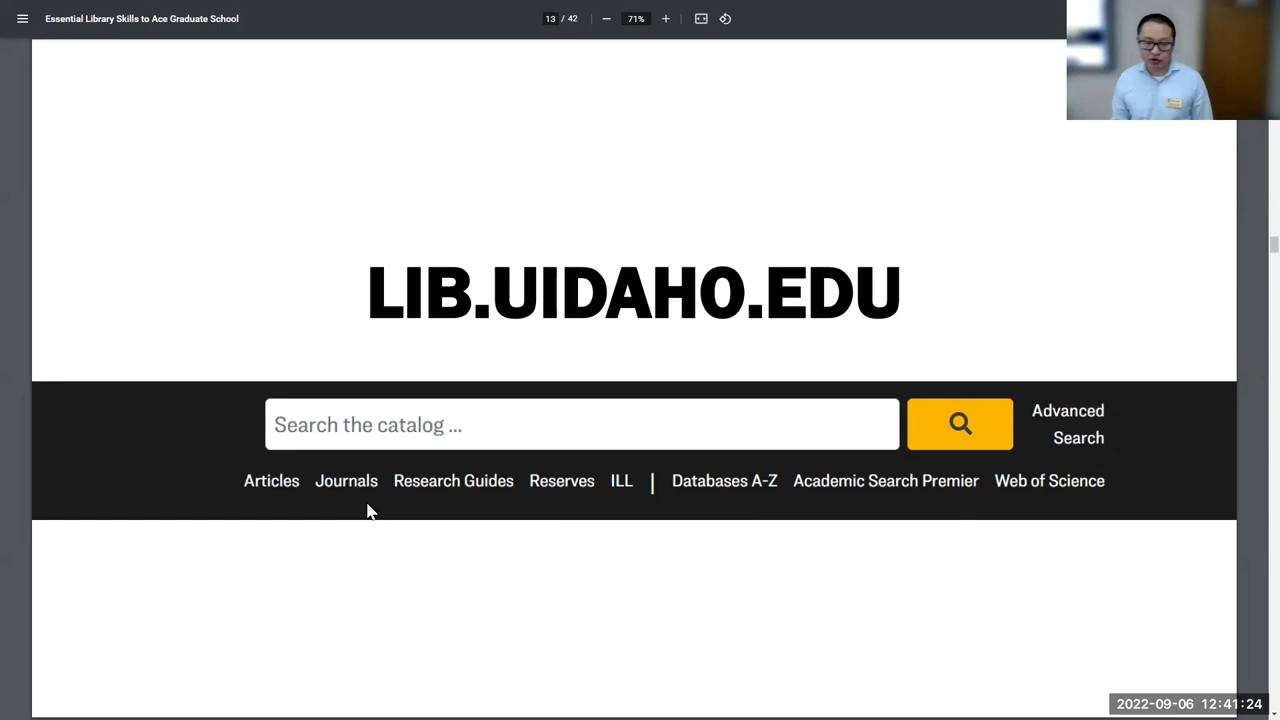 Essential Library Skills to Ace Graduate School
13 / 42
71%
LIB.UIDAHO.EDU
Search the catalog ...
Advanced
Search
Articles Journals Research Guides Reserves ILL | Databases A-Z Academic Search Premier Web of Science
2022-09-06 12:41:24